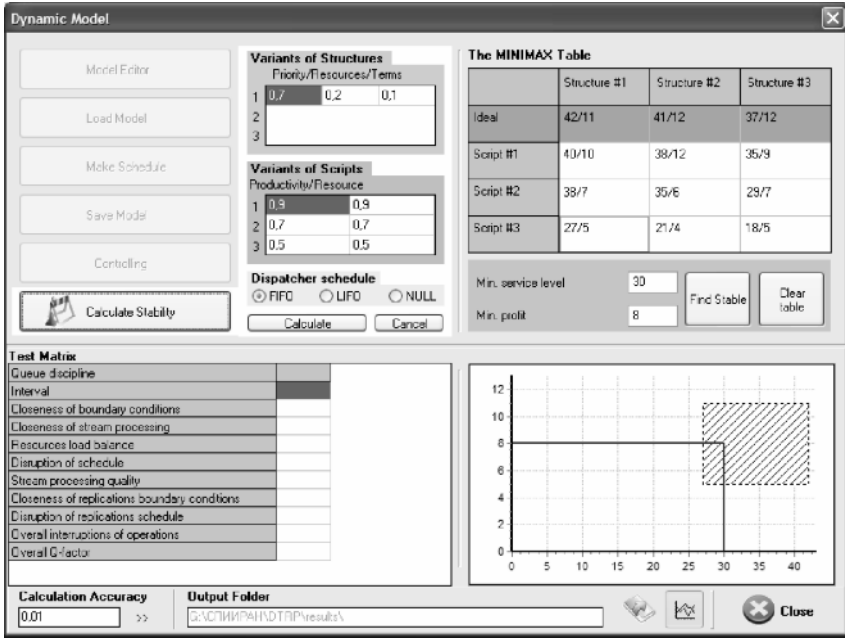 Dynamic Model
Model Editor
Load Model
Make Schedule
Save Model
Controlling
Calculate Stability
Variants of Structures
Priority/Resources/Terms
1 0,7 0,2 0,1
2
3
Variants of Scripts
Productivity/Resource
1 0,9 0,9
2 0,7 0,7
3 0,5 0,5
Dispatcher schedule
FIFO LIFO NULL
Calculate Cancel
The MINIMAX Table
Structure #1 Structure #2 Structure #3
Ideal 42/11 41/12 37/12
Script #1 40/10 38/12 35/9
Script #2 38/7 35/6 29/7
Script #3 27/5 21/4 18/5
Min. service level 30
Min. profit 8
Find Stable
Clear
table
Test Matrix
Queue discipline
Interval
Closeness of boundary conditions
Closeness of stream processing
Resources load balance
Disruption of schedule
Stream processing quality
Closeness of replications boundary conditions
Disruption of replications schedule
Overall interruptions of operations
Overall Q-factor
12
10
8
6
4
2
0
0 5 10 15 20 25 30 35 40
Calculation Accuracy
0.01 >>
Output Folder
G:\СПИИРАН\DTRP\results\
Close